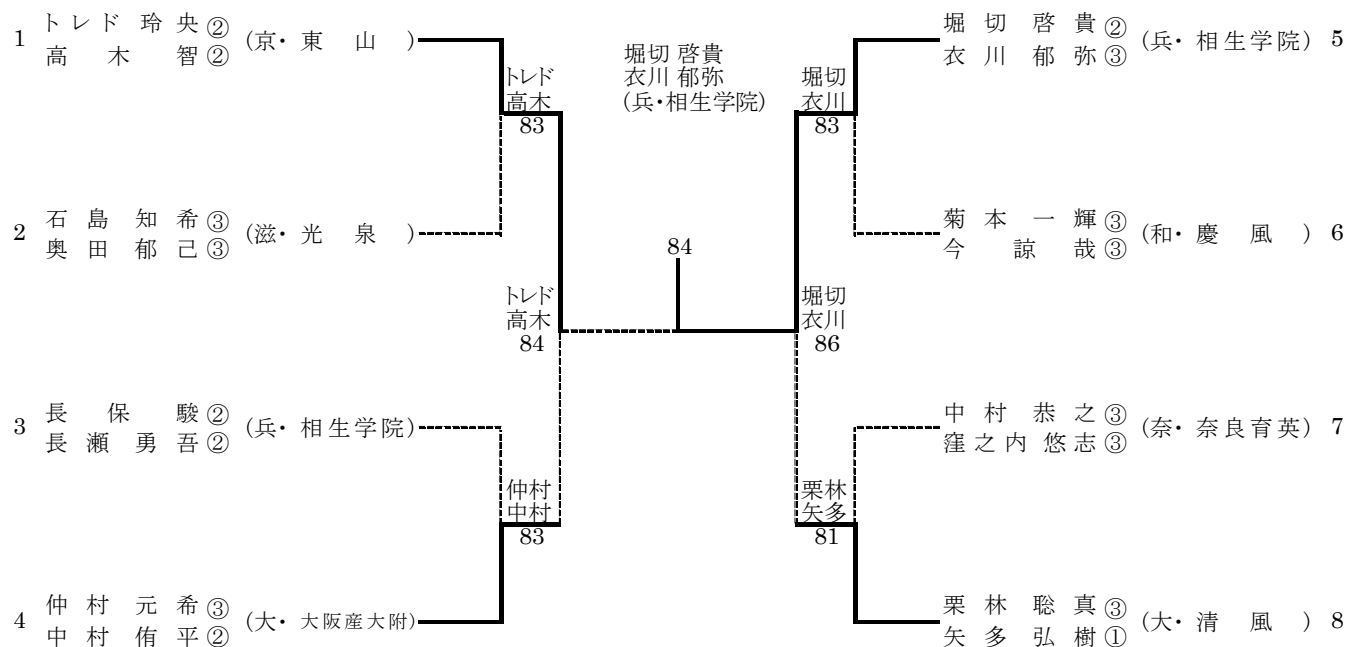 1 トレド 玲央② (京・東山)
高木 智②
2 石島 知希③ (滋・光泉)
奥田 郁己③
3 長保 駿② (兵・相生学院)
長瀬 勇吾②
4 仲村 元希③ (大・大阪産大附)
中村 侑平②
トレド
高木
83
トレド
高木
84
仲村
中村
83
堀切 啓貴
衣川 郁弥
(兵・相生学院)
84
堀切
衣川
83
堀切
衣川
86
栗林
矢多
81
堀切啓貴② (兵・相生学院) 5
衣川郁弥③
菊本一輝③ (和・慶風) 6
今諒哉③
中村恭之③ (奈・奈良育英) 7
窪之内悠志③
栗林聡真③ (大・清風) 8
矢多弘樹①